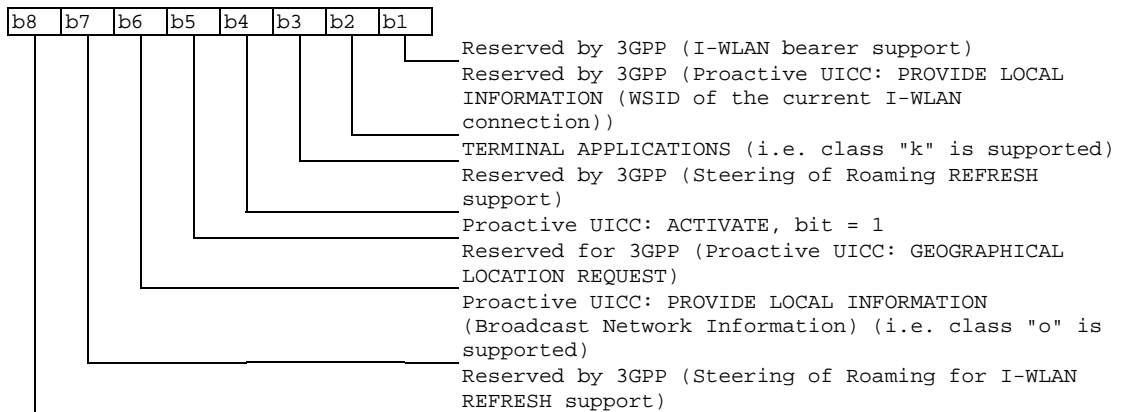 b8 b7 b6 b5 b4 b3 b2 b1
Reserved by 3GPP (I-WLAN bearer support)
Reserved by 3GPP (Proactive UICC: PROVIDE LOCAL
INFORMATION (WSID of the current I-WLAN
connection))
TERMINAL APPLICATIONS (i.e. class "k" is supported)
Reserved by 3GPP (Steering of Roaming REFRESH
support)
Proactive UICC: ACTIVATE, bit = 1
Reserved for 3GPP (Proactive UICC: GEOGRAPHICAL
LOCATION REQUEST)
Proactive UICC: PROVIDE LOCAL INFORMATION
(Broadcast Network Information) (i.e. class "o" is
supported)
Reserved by 3GPP (Steering of Roaming for I-WLAN
REFRESH support)